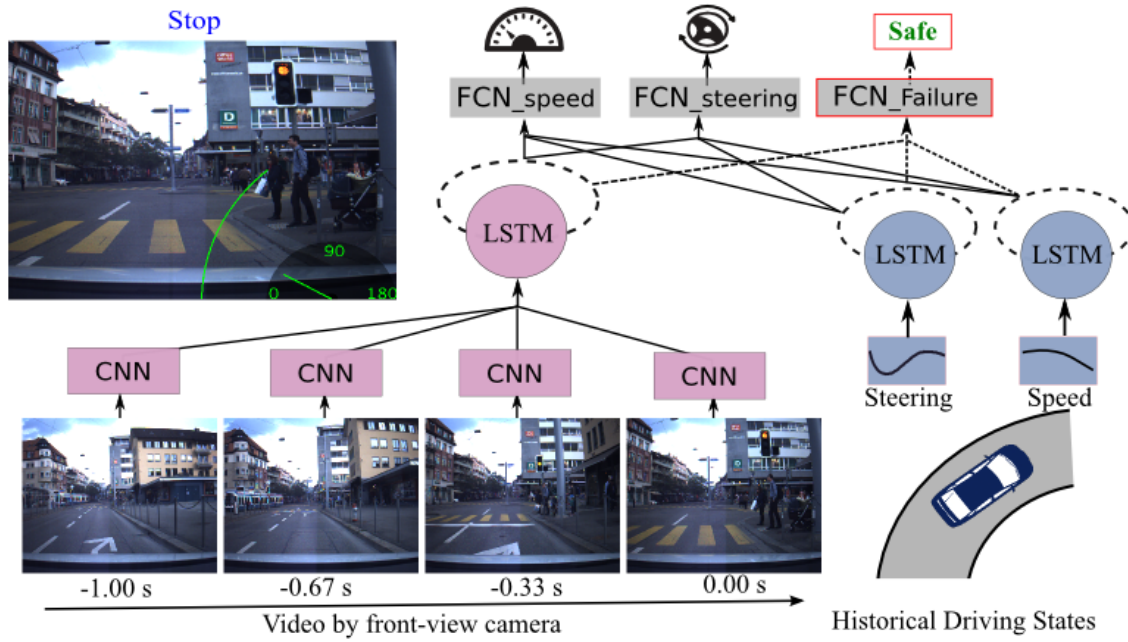 Stop
90
0
180
FCN_speed
FCN_steering
Safe
FCN_Failure
LSTM
LSTM
LSTM
CNN
CNN
CNN
CNN
Steering
Speed
-1.00 s
-0.67 s
-0.33 s
0.00 s
Video by front-view camera
Historical Driving States